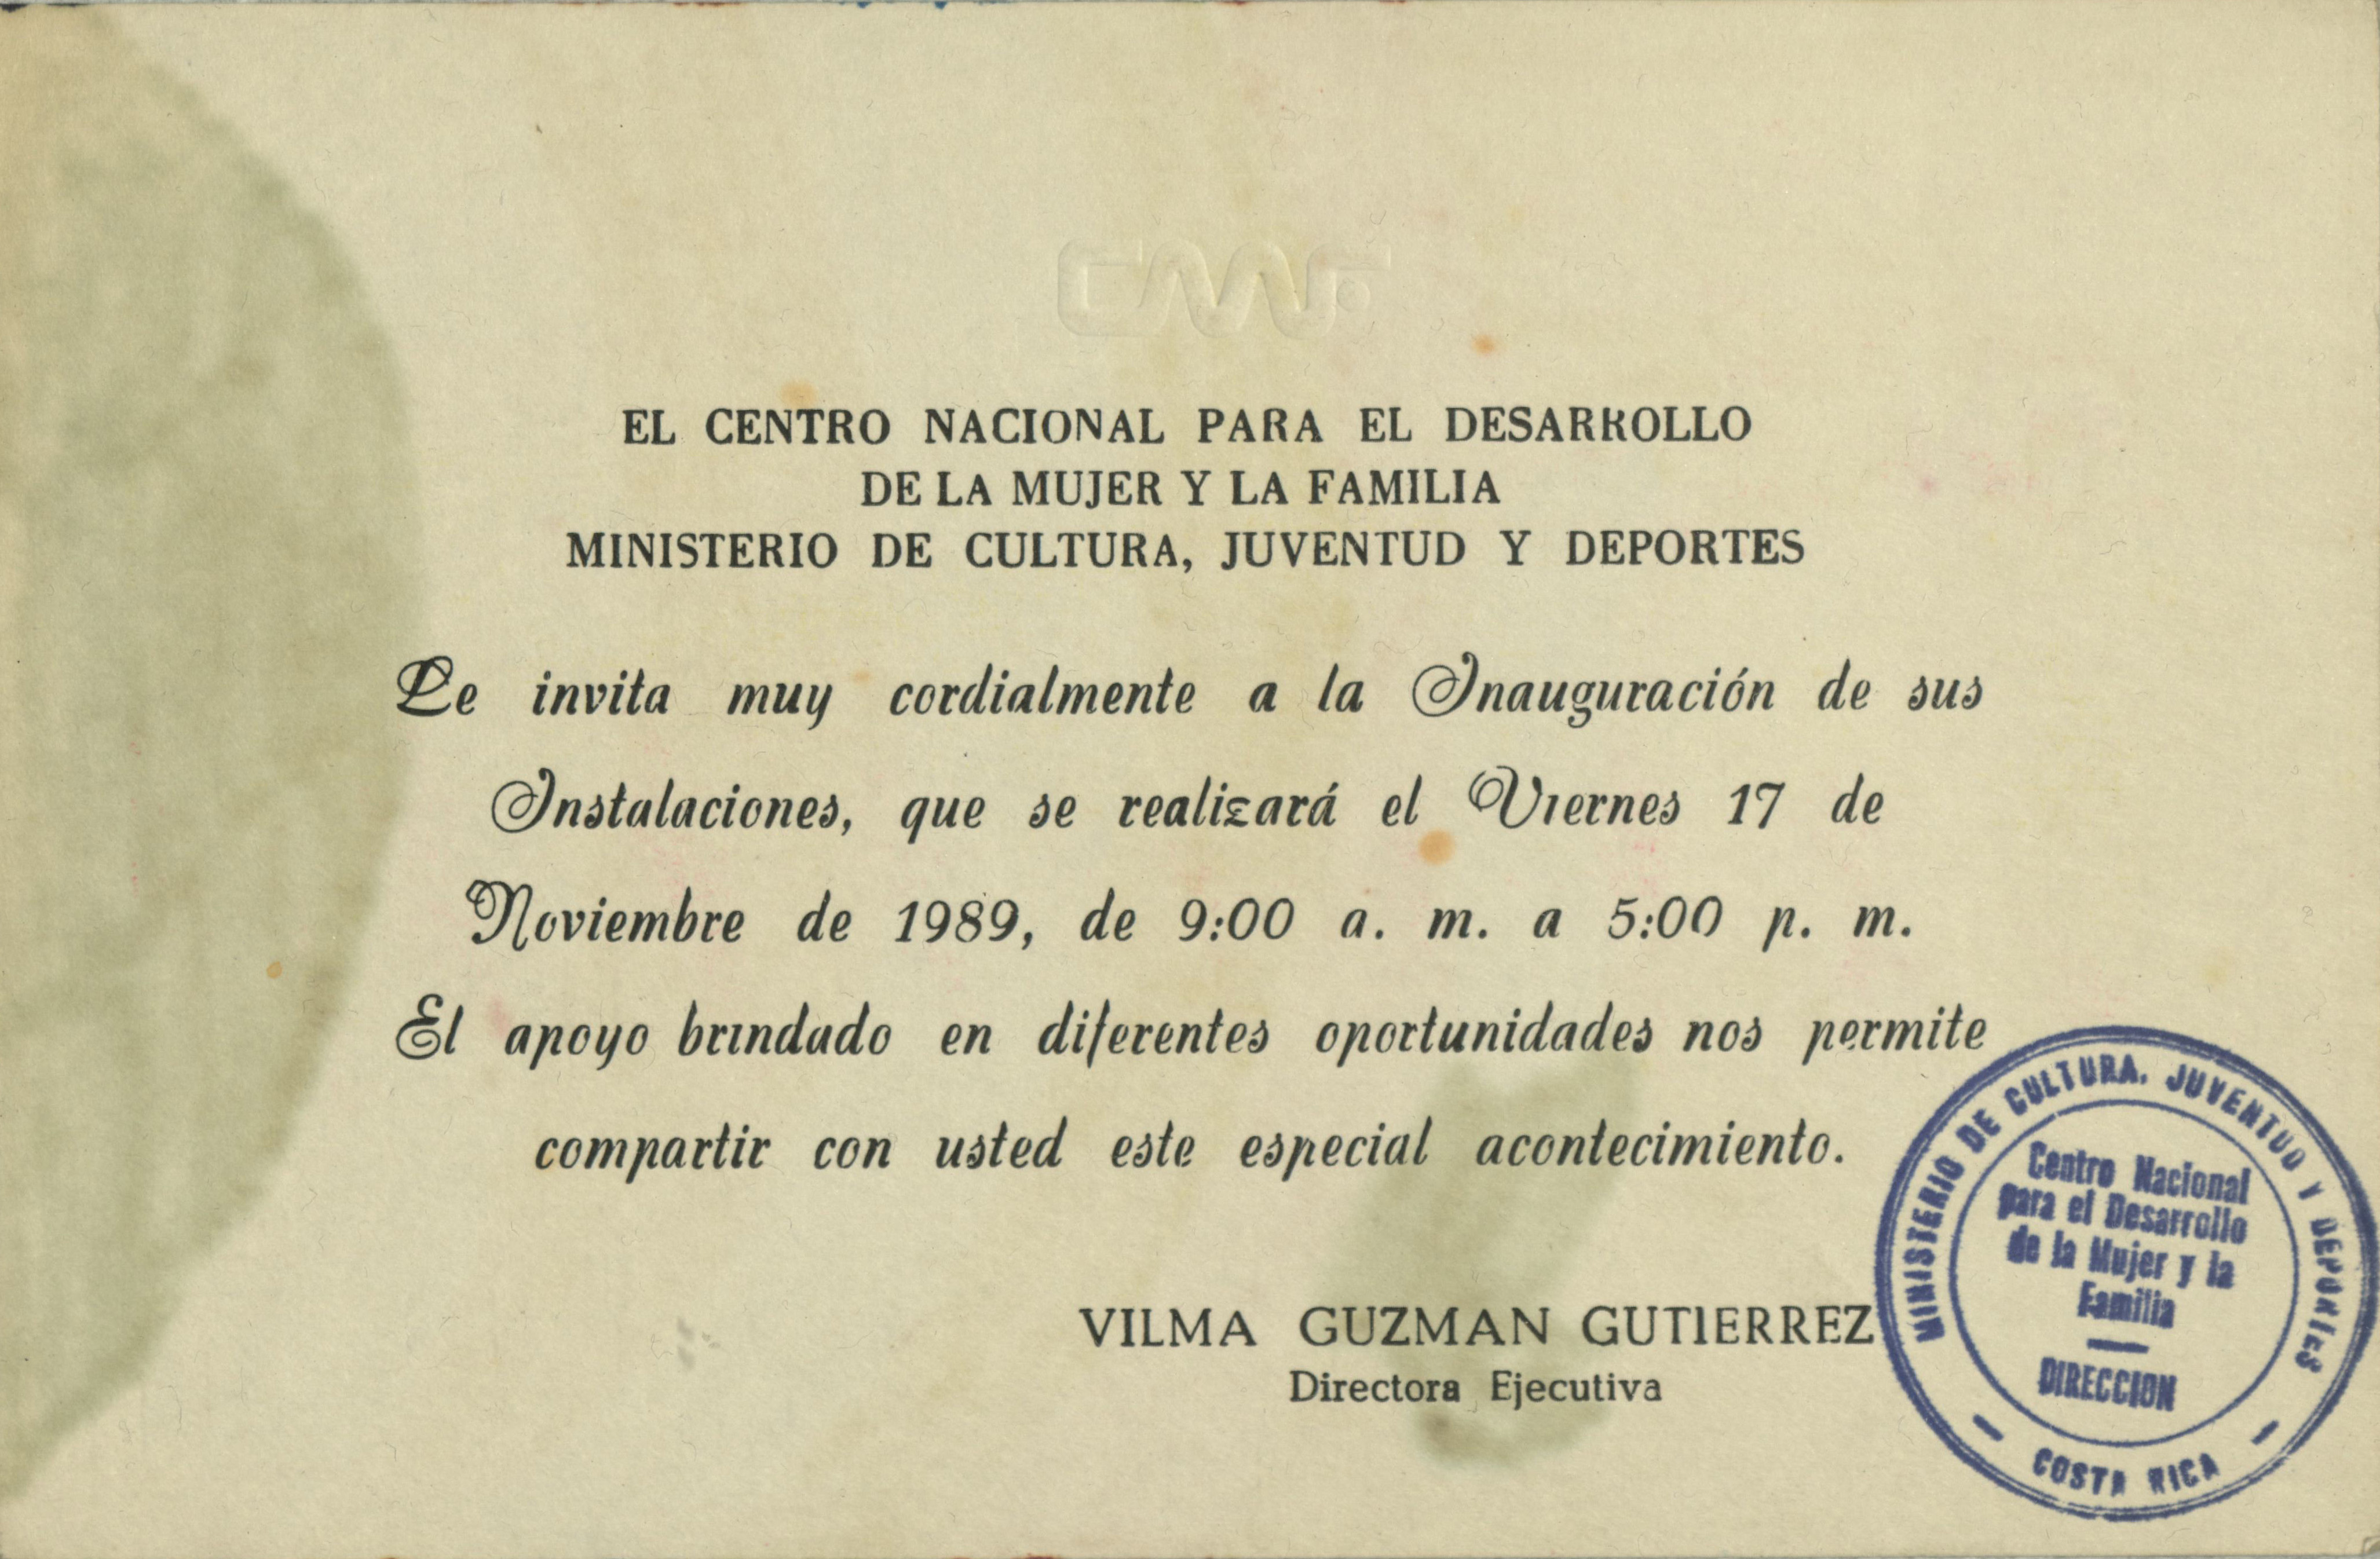 EL CENTRO NACIONAL PARA EL DESARROLLO
DE LA MUJER Y LA FAMILIA
MINISTERIO DE CULTURA, JUVENTUD Y DEPORTES
Le invita muy cordialmente a la Inauguración de sus
Instalaciones, que se realizará el Viernes 17 de
Noviembre de 1989, de 9:00 a. m. a 5:00 p. m.
El apoyo brindado en diferentes oportunidades nos permite
compartir con usted este especial acontecimiento.
VILMA GUZMAN GUTIERREZ
Directora Ejecutiva
MINISTERIO DE CULTURA, JUVENTUD Y DEPORTES
Centro Nacional
para el Desarrollo
de la Mujer y la
Familia
DIRECCION
COSTA RICA